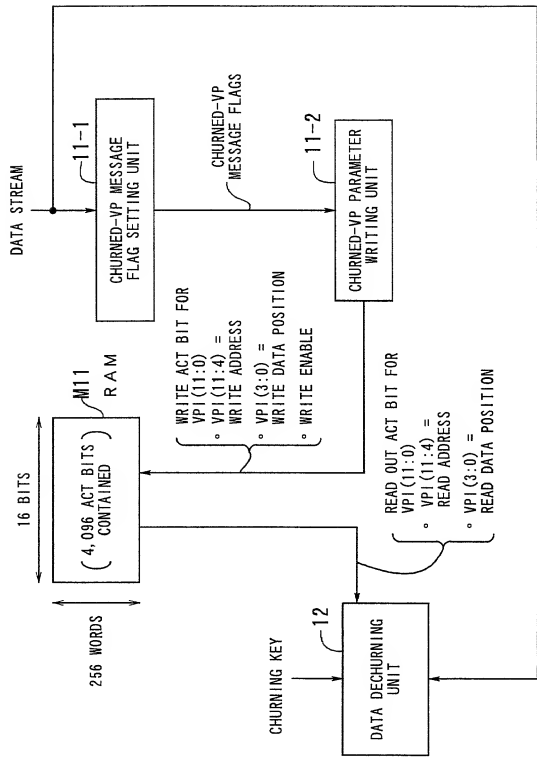 DATA STREAM
11-1
CHURNED-VP MESSAGE
FLAG SETTING UNIT
CHURNED-VP
MESSAGE FLAGS
11-2
CHURNED-VP PARAMETER
WRITING UNIT
M11
RAM
16 BITS
256 WORDS
(4,096 ACT BITS
CONTAINED)
WRITE ACT BIT FOR
VPI(11:0)
∘ VPI(11:4) =
WRITE ADDRESS
∘ VPI(3:0) =
WRITE DATA POSITION
∘ WRITE ENABLE
READ OUT ACT BIT FOR
VPI(11:0)
∘ VPI(11:4) =
READ ADDRESS
∘ VPI(3:0) =
READ DATA POSITION
CHURNING KEY
12
DATA DECHURNING
UNIT